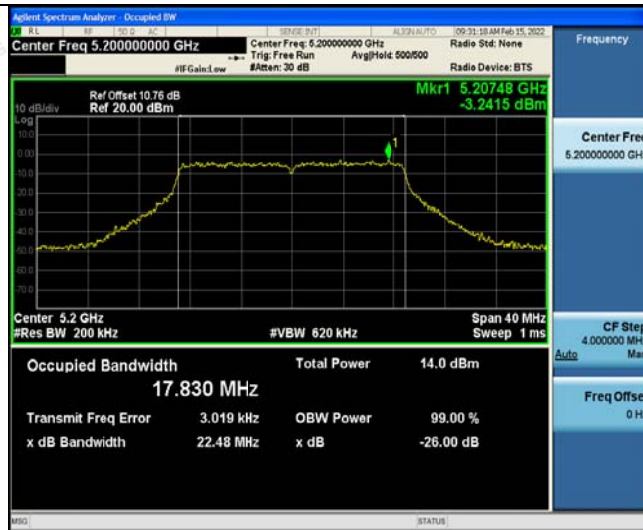 Agilent Spectrum Analyzer - Occupied BW
RL RF 50 Ω AC SENSE:INT ALIGN AUTO 09:31:18 AM Feb 15, 2022
Center Freq 5.200000000 GHz
Center Freq: 5.200000000 GHz
Radio Std: None
Trig: Free Run Avg|Hold: 500/500
#IFGain:Low #Atten: 30 dB Radio Device: BTS
Frequency
Ref Offset 10.76 dB
Mkr1 5.20748 GHz
10 dB/div Ref 20.00 dBm -3.2415 dBm
Log
10.0
0.00
-10.0
-20.0
-30.0
-40.0
-50.0
-60.0
-70.0
1
Center 5.2 GHz Span 40 MHz
#Res BW 200 kHz #VBW 620 kHz Sweep 1 ms
Occupied Bandwidth Total Power 14.0 dBm
17.830 MHz
Transmit Freq Error 3.019 kHz OBW Power 99.00 %
x dB Bandwidth 22.48 MHz x dB -26.00 dB
Center Fre
5.200000000 GH
CF Step
4.000000 MH
Auto Ma
Freq Offse
0 H
MSG STATUS